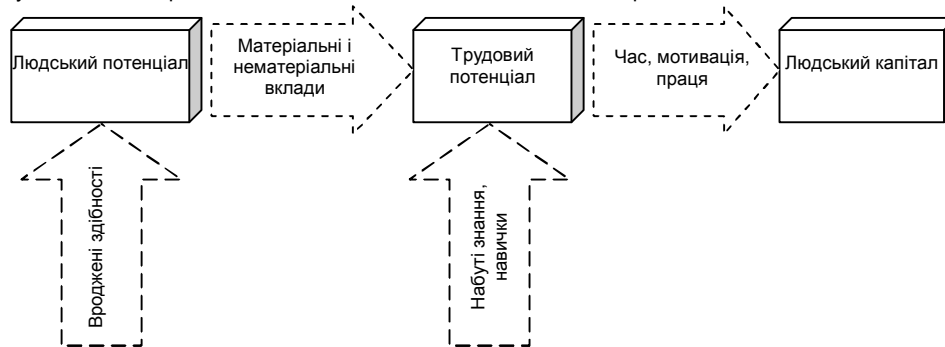 Людський потенціал
Матеріальні і
нематеріальні
вклади
Трудовий
потенціал
Час, мотивація,
праця
Людський капітал
Вроджені здібності
Набуті знання,
навички